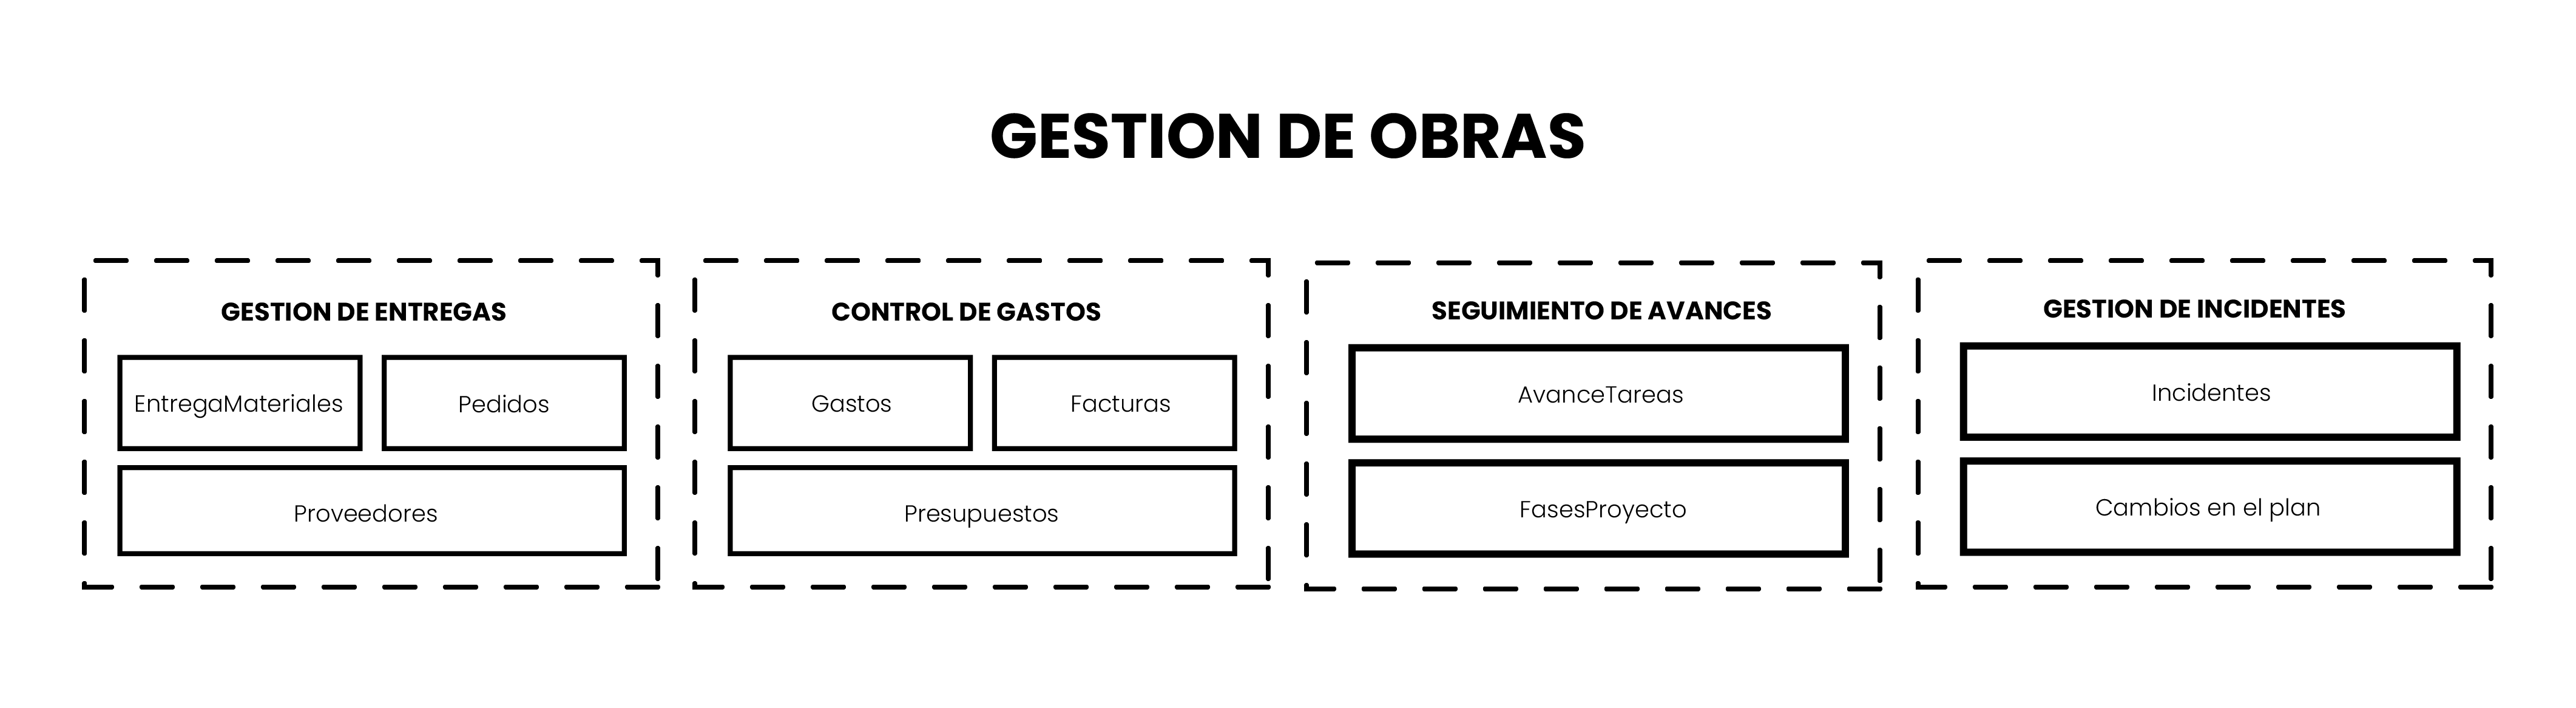 GESTION DE OBRAS
GESTION DE ENTREGAS
EntregaMateriales
Pedidos
Proveedores
CONTROL DE GASTOS
Gastos
Facturas
Presupuestos
SEGUIMIENTO DE AVANCES
AvanceTareas
FasesProyecto
GESTION DE INCIDENTES
Incidentes
Cambios en el plan